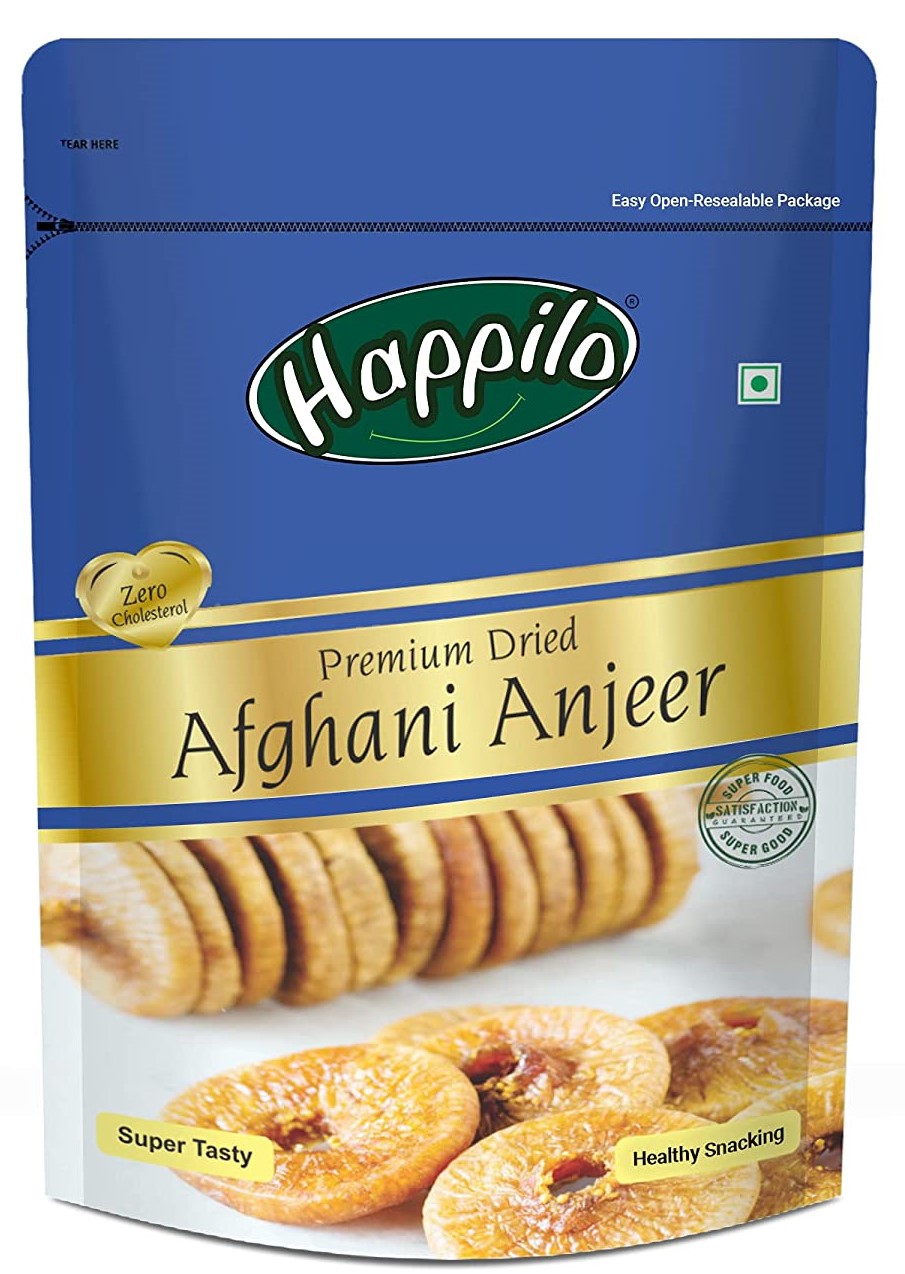 TEAR HERE
Easy Open-Resealable Package
Happilo
®
Zero
Cholesterol
Premium Dried
Afghani Anjeer
SUPER FOOD
SATISFACTION
GUARANTEED
SUPER GOOD
Super Tasty
Healthy Snacking